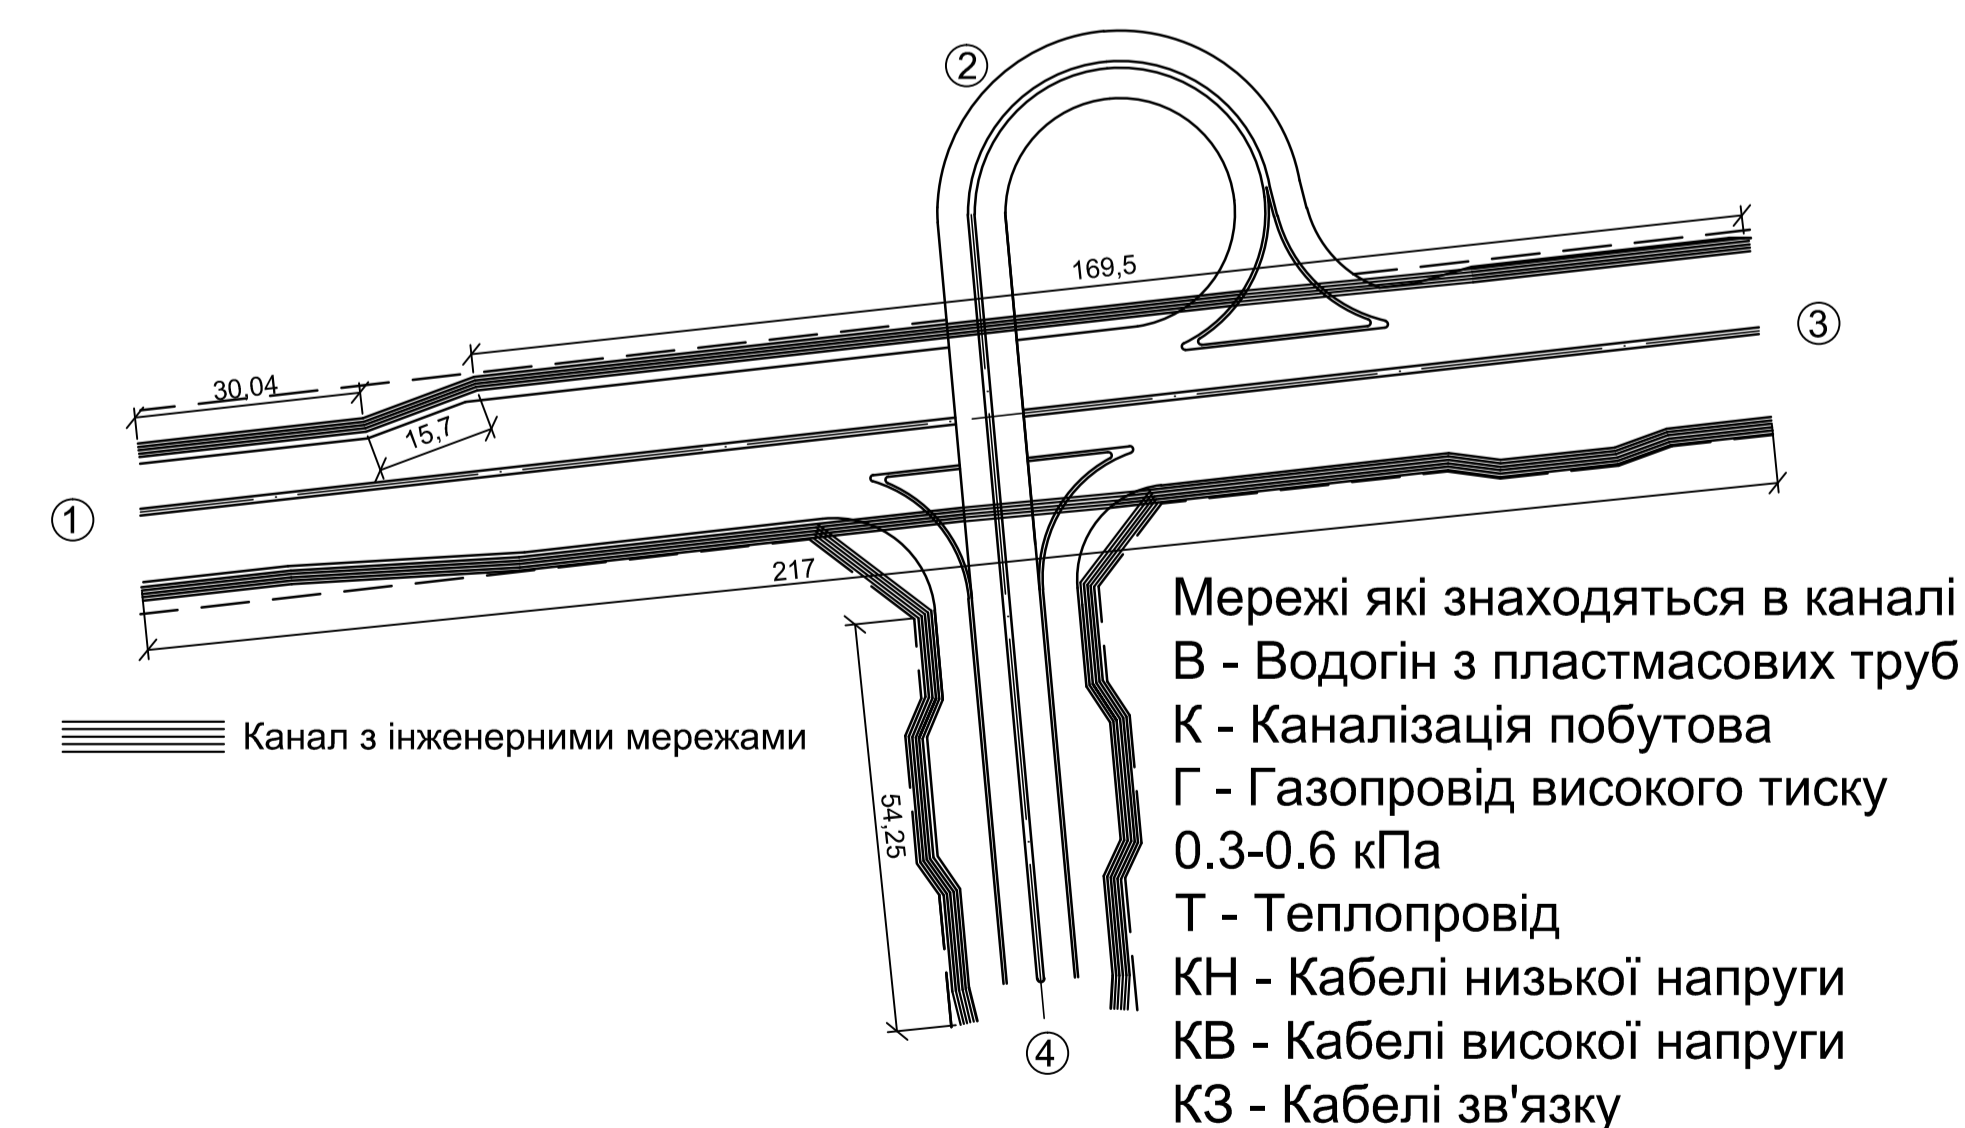 2
169,5
3
30,04
15,7
1
217
Мережі які знаходяться в каналі
В - Водогін з пластмасових труб
К - Каналізація побутова
Г - Газопровід високого тиску
0.3-0.6 кПа
Т - Теплопровід
КН - Кабелі низької напруги
КВ - Кабелі високої напруги
КЗ - Кабелі зв'язку
Канал з інженерними мережами
54,25
4